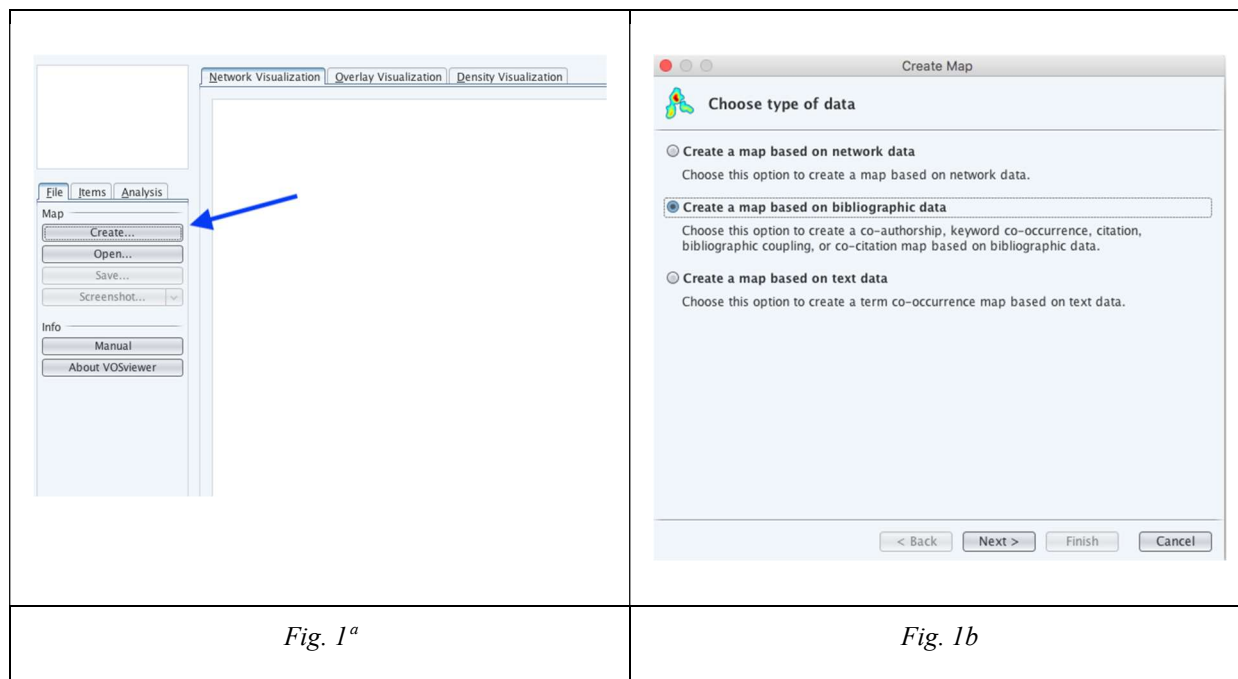 Network Visualization Overlay Visualization Density Visualization
File Items Analysis
Map
Create...
Open...
Save...
Screenshot...
Info
Manual
About VOSviewer
Create Map
Choose type of data
Create a map based on network data
Choose this option to create a map based on network data.
Create a map based on bibliographic data
Choose this option to create a co-authorship, keyword co-occurrence, citation,
bibliographic coupling, or co-citation map based on bibliographic data.
Create a map based on text data
Choose this option to create a term co-occurrence map based on text data.
< Back Next > Finish Cancel
Fig. 1ª
Fig. 1b